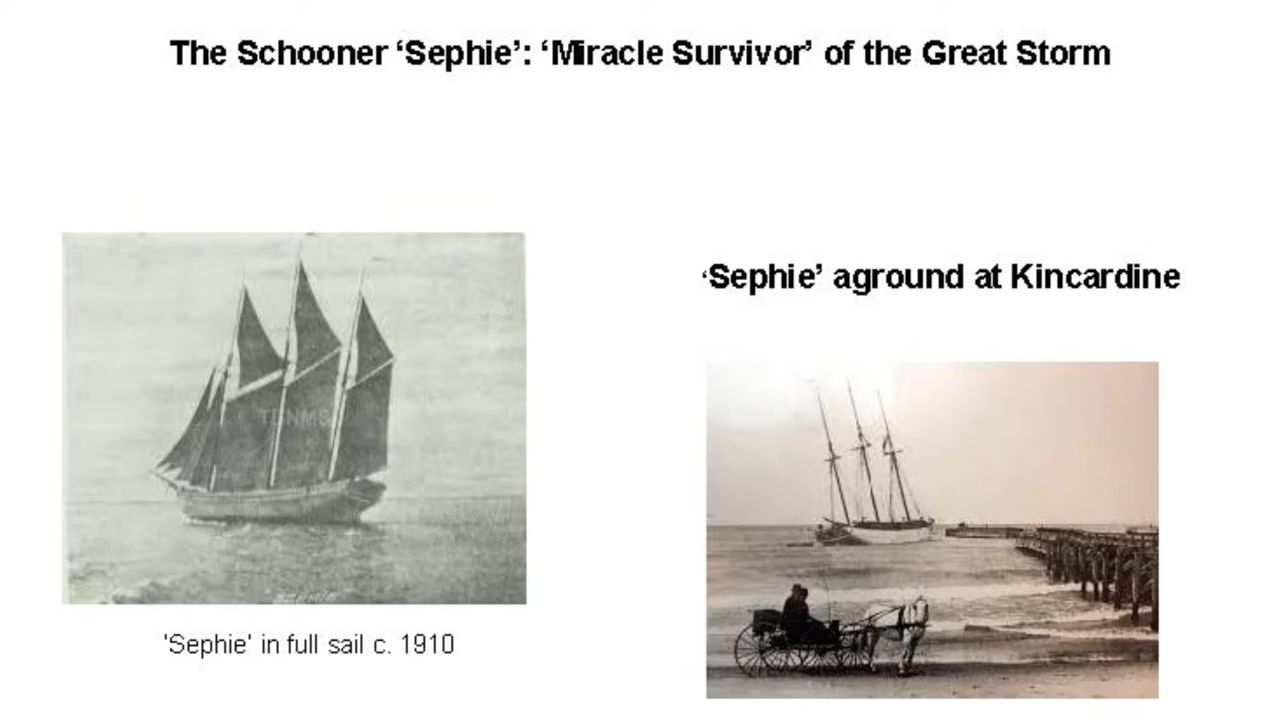 The Schooner ‘Sephie’: ‘Miracle Survivor’ of the Great Storm
‘Sephie’ aground at Kincardine
'Sephie' in full sail c. 1910